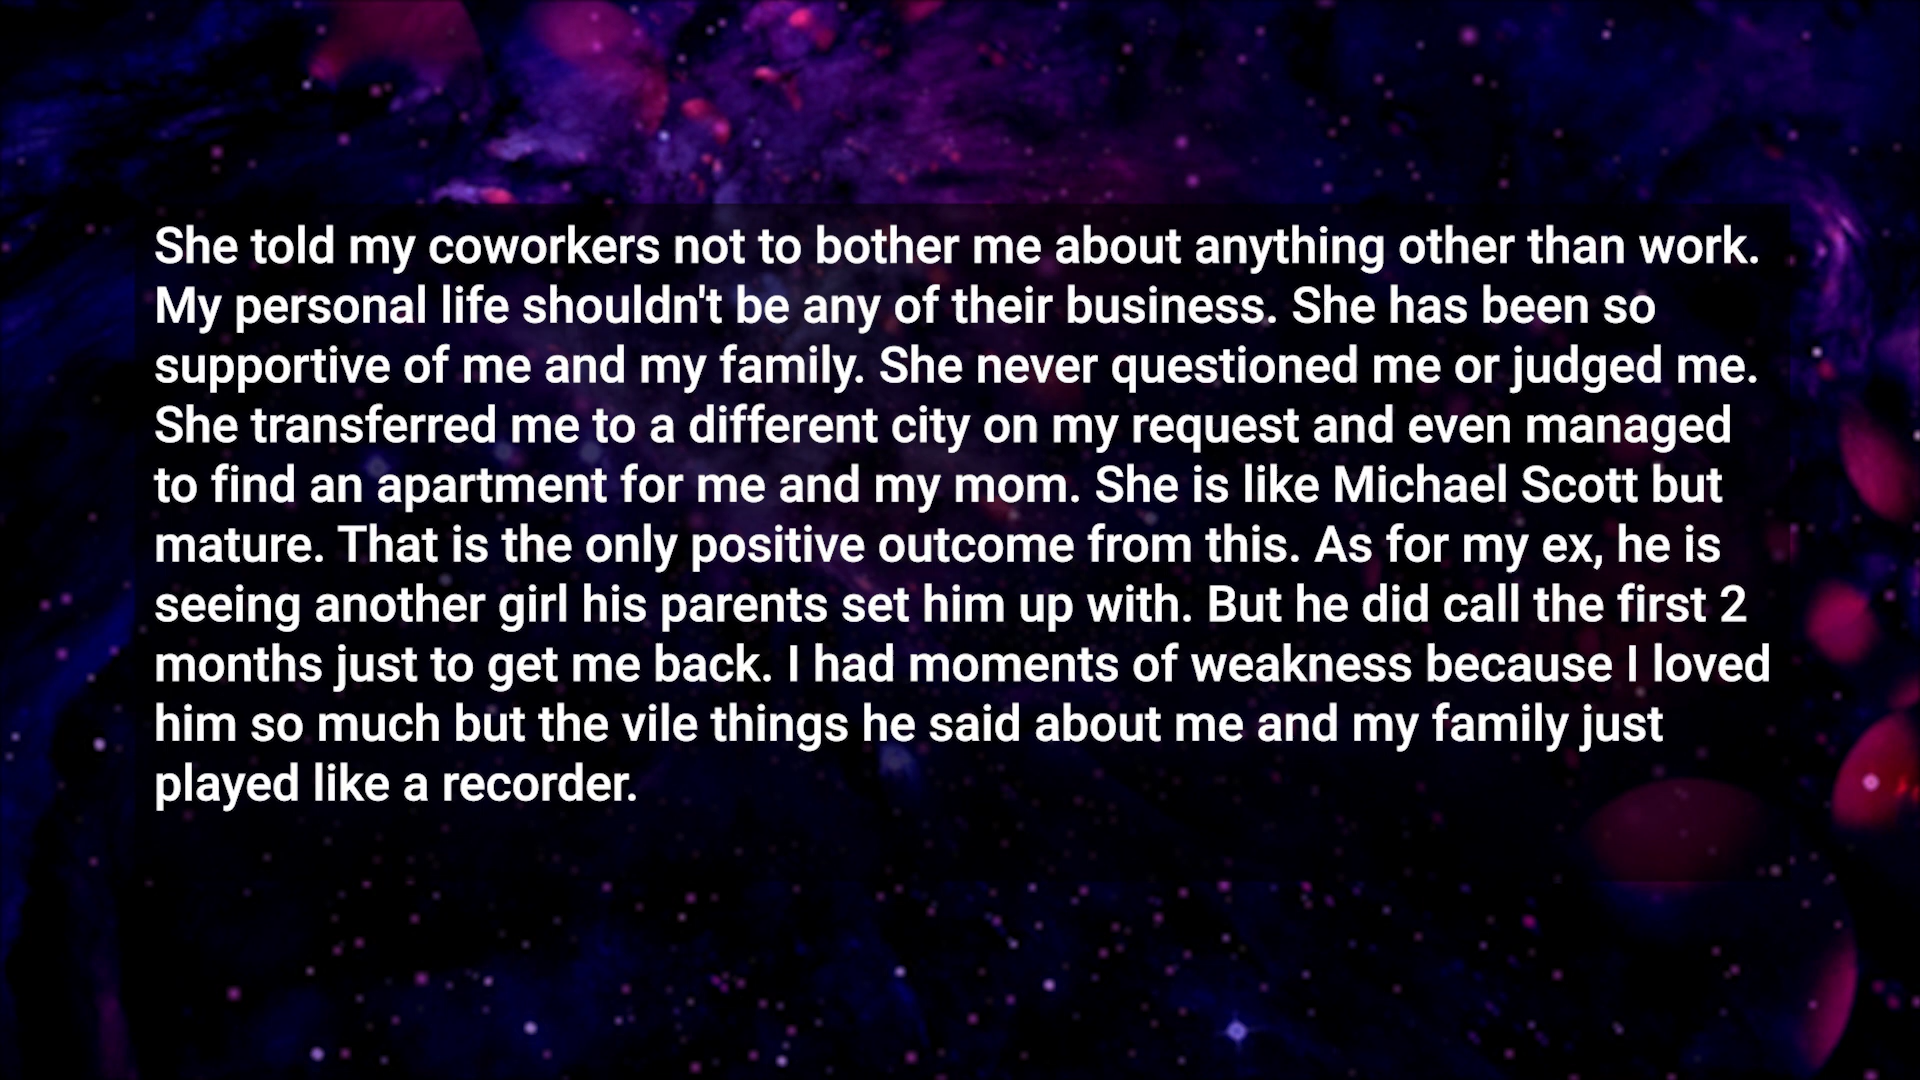 She told my coworkers not to bother me about anything other than work.
My personal life shouldn't be any of their business. She has been so
supportive of me and my family. She never questioned me or judged me.
She transferred me to a different city on my request and even managed
to find an apartment for me and my mom. She is like Michael Scott but
mature. That is the only positive outcome from this. As for my ex, he is
seeing another girl his parents set him up with. But he did call the first 2
months just to get me back. I had moments of weakness because I loved
him so much but the vile things he said about me and my family just
played like a recorder.